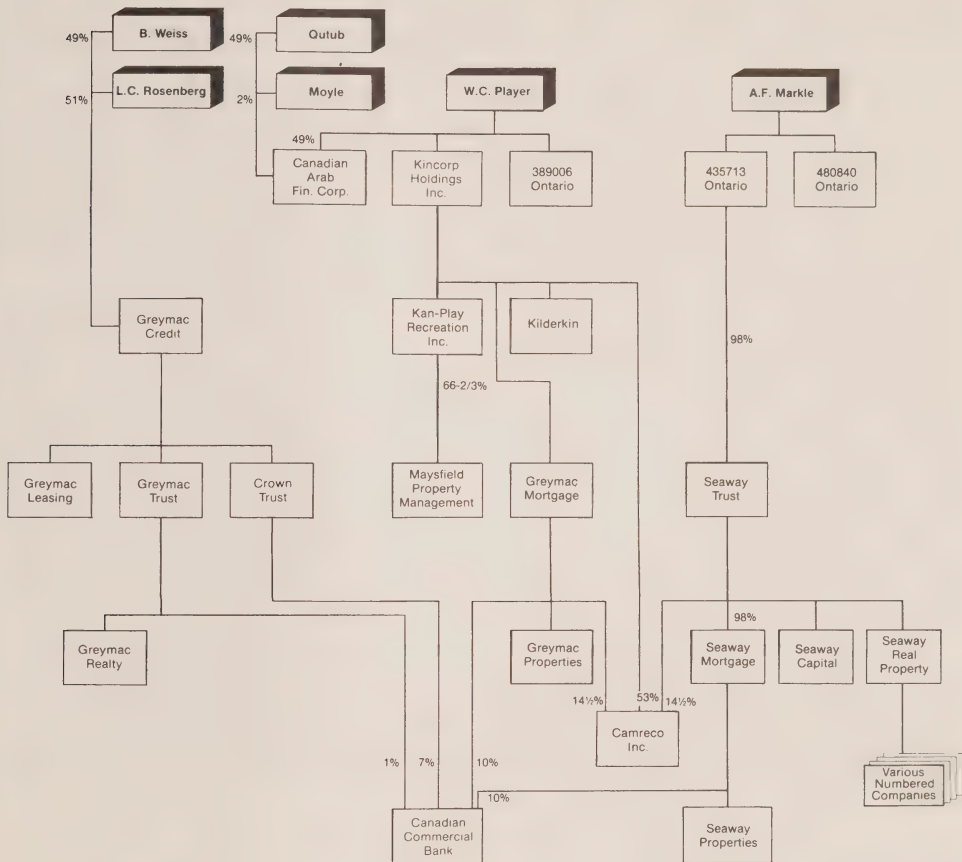 49%
B. Weiss
49%
Qutub
51%
L.C. Rosenberg
2%
Moyle
W.C. Player
A.F. Markle
49%
Canadian
Arab
Fin. Corp.
Kincorp
Holdings
Inc.
389006
Ontario
435713
Ontario
480840
Ontario
Greymac
Credit
Kan-Play
Recreation
Inc.
Kilderkin
98%
66-2/3%
Greymac
Leasing
Greymac
Trust
Crown
Trust
Maysfield
Property
Management
Greymac
Mortgage
Seaway
Trust
98%
Greymac
Realty
Greymac
Properties
Seaway
Mortgage
Seaway
Capital
Seaway
Real
Property
14½%
53%
14½%
Camreco
Inc.
1%
7%
10%
Various
Numbered
Companies
10%
Canadian
Commercial
Bank
Seaway
Properties